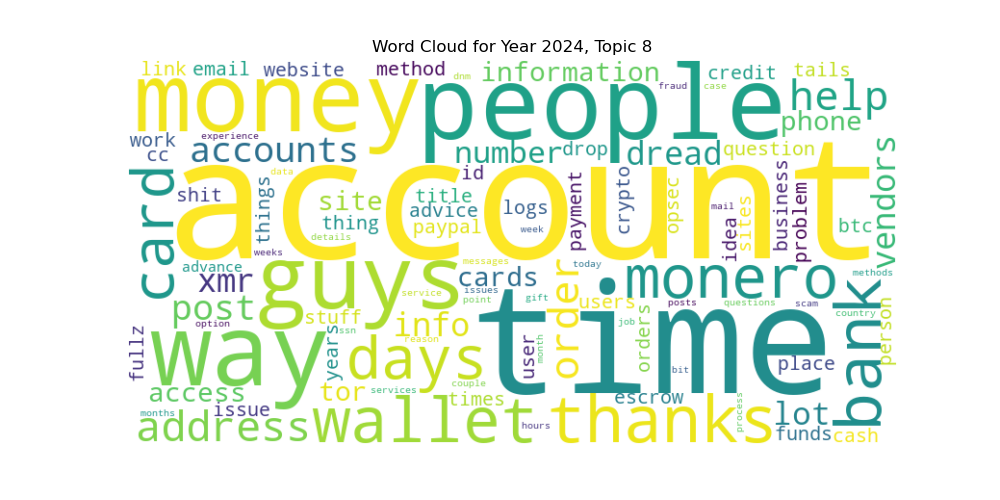 Word Cloud for Year 2024, Topic 8
link email website method dnm information fraud credit case tails
money people help
phone
work experience accounts number drop dread question
cc data id
account
card shit things site title advice logs payment crypto opsec mail idea sites business problem btc vendors
thing paypal week
details
weeks messages today
advance guys cards monero methods
xmr service issues point gift users posts questions scam country
post stuff info order time job orders bank person
fullz option ssn years reason
way days user month bit place
access tor services couple times escrow
months issue process lot
address wallet hours thanks funds cash